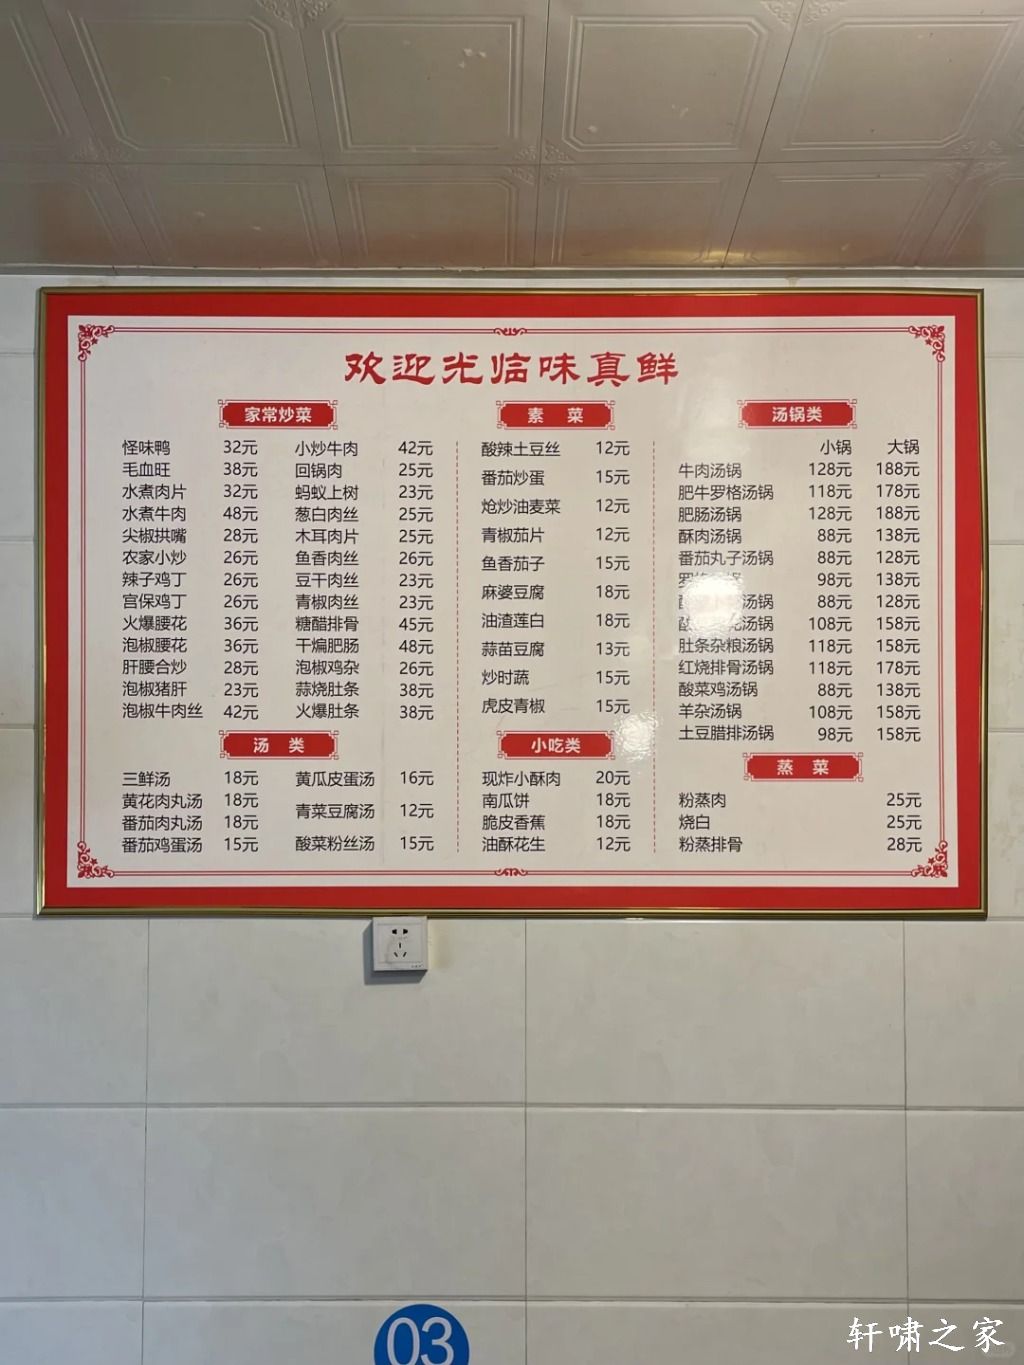 欢迎光临味真鲜
家常炒菜
怪味鸭 32元 小炒牛肉 42元
毛血旺 38元 回锅肉 25元
水煮肉片 32元 蚂蚁上树 23元
水煮牛肉 48元 葱白肉丝 25元
尖椒拱嘴 28元 木耳肉片 25元
农家小炒 26元 鱼香肉丝 26元
辣子鸡丁 26元 豆干肉丝 23元
宫保鸡丁 26元 青椒肉丝 23元
火爆腰花 36元 糖醋排骨 45元
泡椒腰花 36元 干煸肥肠 48元
肝腰合炒 28元 泡椒鸡杂 26元
泡椒猪肝 23元 蒜烧肚条 38元
泡椒牛肉丝 42元 火爆肚条 38元
汤 类
三鲜汤 18元 黄瓜皮蛋汤 16元
黄花肉丸汤 18元
青菜豆腐汤 12元
番茄肉丸汤 18元
番茄鸡蛋汤 15元 酸菜粉丝汤 15元
素 菜
酸辣土豆丝 12元
番茄炒蛋 15元
炝炒油麦菜 12元
青椒茄片 12元
鱼香茄子 15元
麻婆豆腐 18元
油渣莲白 18元
蒜苗豆腐 13元
炒时蔬 15元
虎皮青椒 15元
小吃类
现炸小酥肉 20元
南瓜饼 18元
脆皮香蕉 18元
油酥花生 12元
汤锅类
小锅 大锅
牛肉汤锅 128元 188元
肥牛罗格汤锅 118元 178元
肥肠汤锅 128元 188元
酥肉汤锅 88元 138元
番茄丸子汤锅 88元 128元
98元 138元
汤锅 88元 128元
汤锅 108元 158元
肚条杂粮汤锅 118元 158元
红烧排骨汤锅 118元 178元
酸菜鸡汤锅 88元 138元
羊杂汤锅 108元 158元
土豆腊排汤锅 98元 158元
蒸 菜
粉蒸肉 25元
烧白 25元
粉蒸排骨 28元
03
轩啸之家